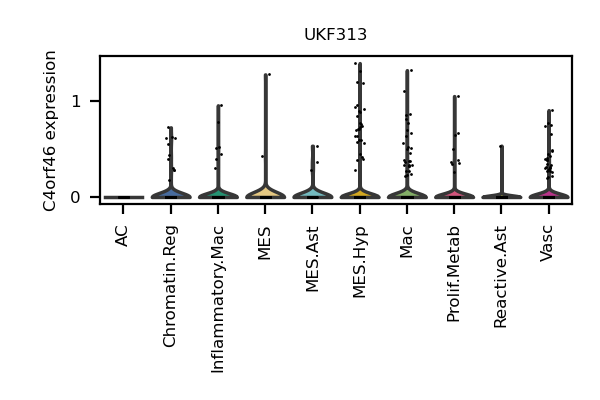 UKF313
C4orf46 expression
1
0
AC
Chromatin.Reg
Inflammatory.Mac
MES
MES.Ast
MES.Hyp
Mac
Prolif.Metab
Reactive.Ast
Vasc